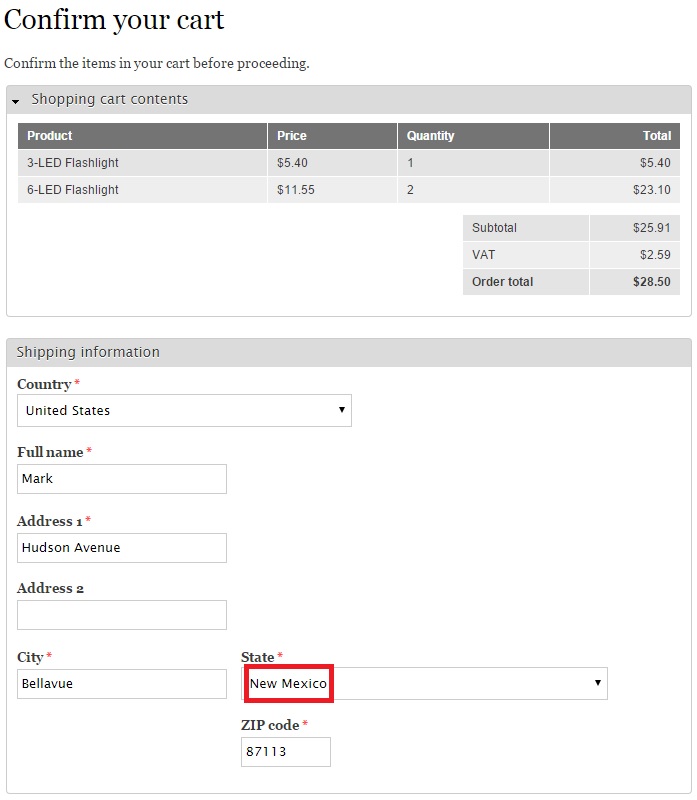 Confirm your cart
Confirm the items in your cart before proceeding.
Shopping cart contents
Product Price Quantity Total
3-LED Flashlight $5.40 1 $5.40
6-LED Flashlight $11.55 2 $23.10
Subtotal $25.91
VAT $2.59
Order total $28.50
Shipping information
Country *
United States
Full name *
Mark
Address 1 *
Hudson Avenue
Address 2
City * State *
Bellavue New Mexico
ZIP code *
87113